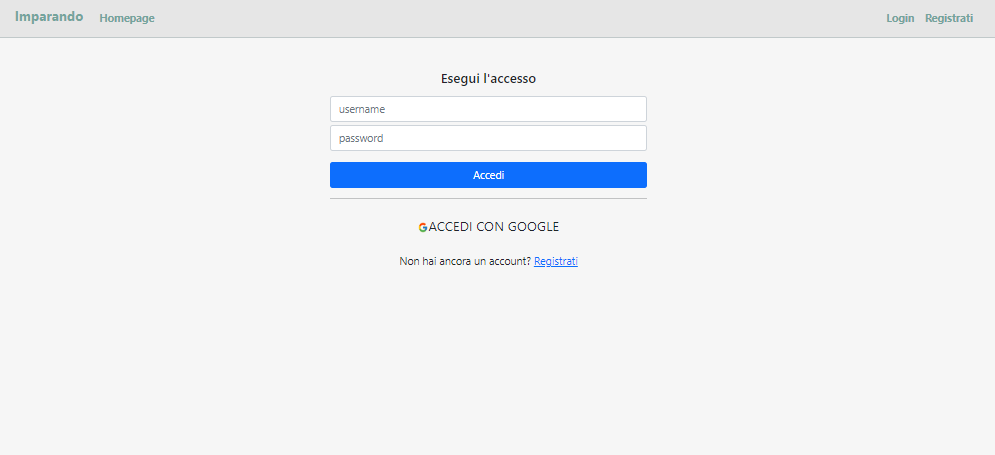 Imparando Homepage Login Registrati
Esegui l'accesso
username
password
Accedi
ACCEDI CON GOOGLE
Non hai ancora un account? Registrati